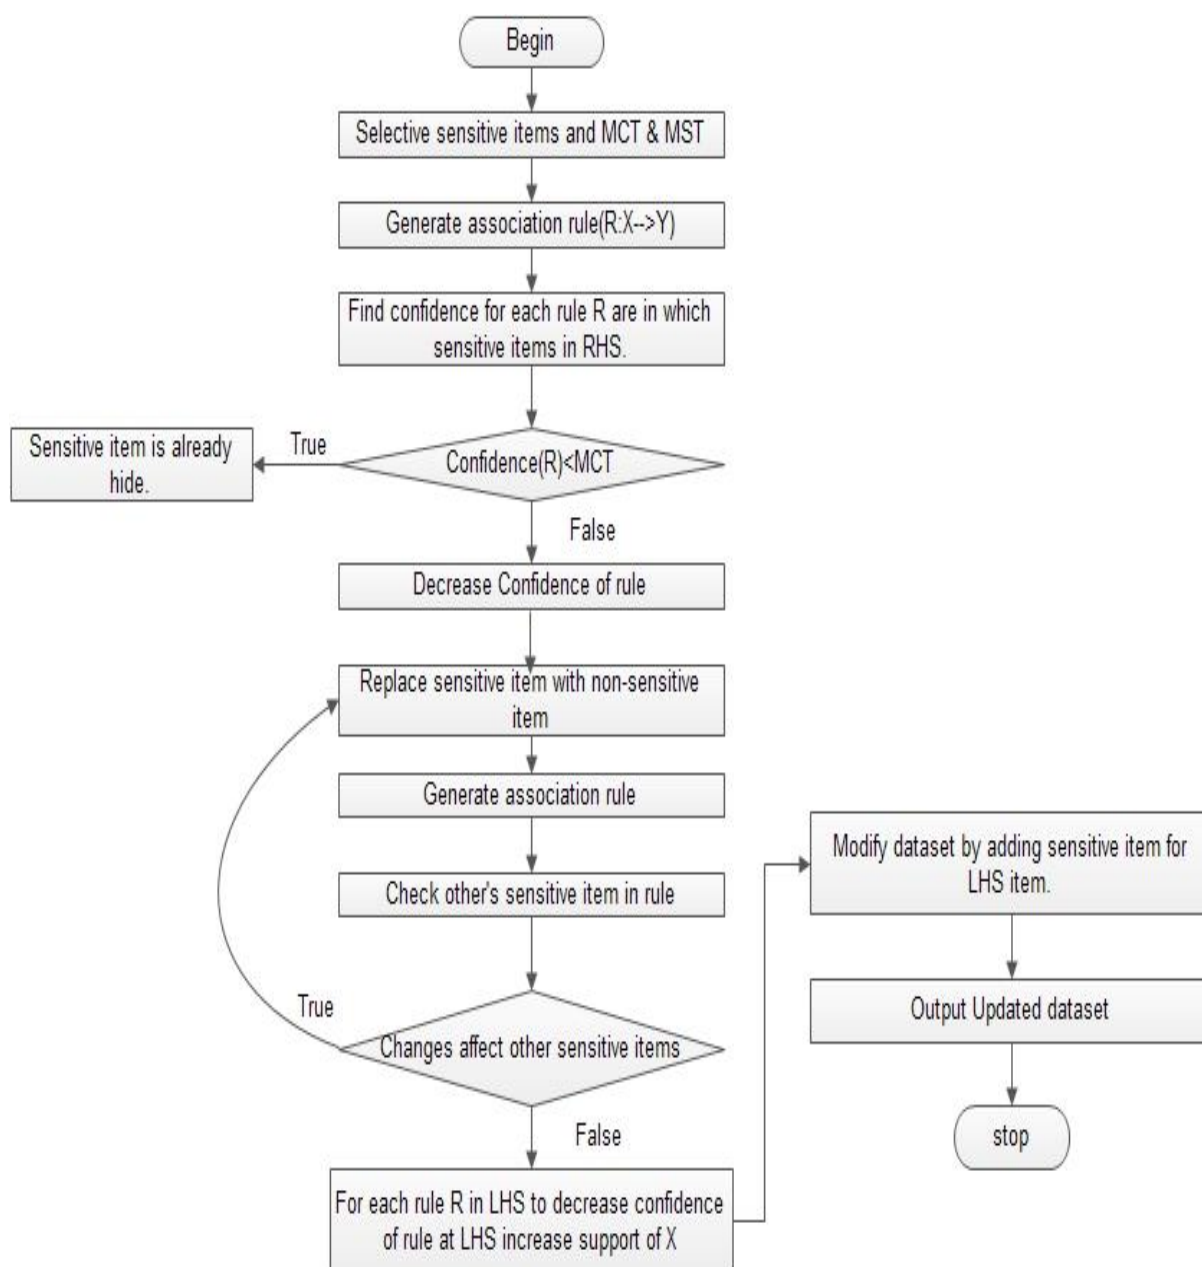 Begin
Selective sensitive items and MCT & MST
Generate association rule(R:X-->Y)
Find confidence for each rule R are in which
sensitive items in RHS.
Confidence(R)<MCT
True
Sensitive item is already
hide.
False
Decrease Confidence of rule
Replace sensitive item with non-sensitive
item
Generate association rule
Check other's sensitive item in rule
Changes affect other sensitive items
True
False
For each rule R in LHS to decrease confidence
of rule at LHS increase support of X
Modify dataset by adding sensitive item for
LHS item.
Output Updated dataset
stop